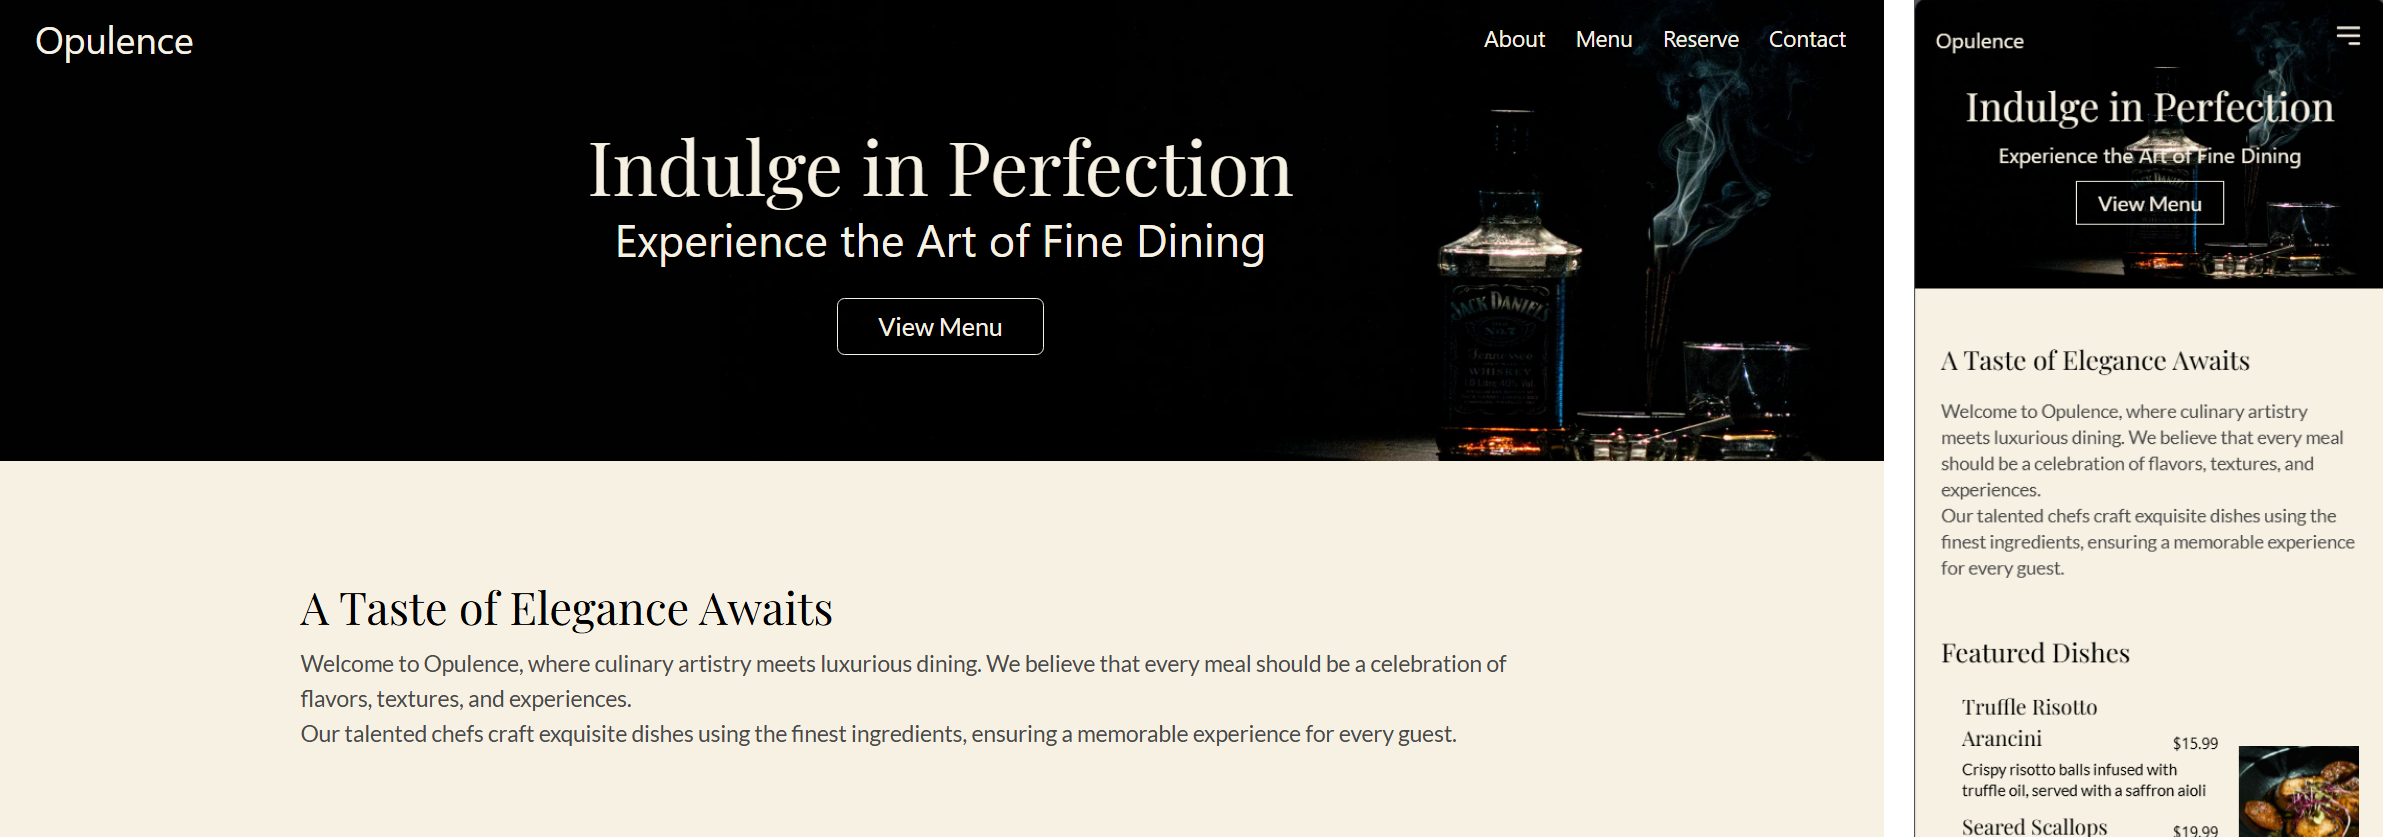 Opulence
About Menu Reserve Contact
Indulge in Perfection
Experience the Art of Fine Dining
View Menu
JACK DANIEL'S
No.7
Tennessee
WHISKEY
A Taste of Elegance Awaits
Welcome to Opulence, where culinary artistry meets luxurious dining. We believe that every meal should be a celebration of
flavors, textures, and experiences.
Our talented chefs craft exquisite dishes using the finest ingredients, ensuring a memorable experience for every guest.
Opulence
Indulge in Perfection
Experience the Art of Fine Dining
View Menu
A Taste of Elegance Awaits
Welcome to Opulence, where culinary artistry
meets luxurious dining. We believe that every meal
should be a celebration of flavors, textures, and
experiences.
Our talented chefs craft exquisite dishes using the
finest ingredients, ensuring a memorable experience
for every guest.
Featured Dishes
Truffle Risotto
Arancini $15.99
Crispy risotto balls infused with
truffle oil, served with a saffron aioli
Seared Scallops $19.99